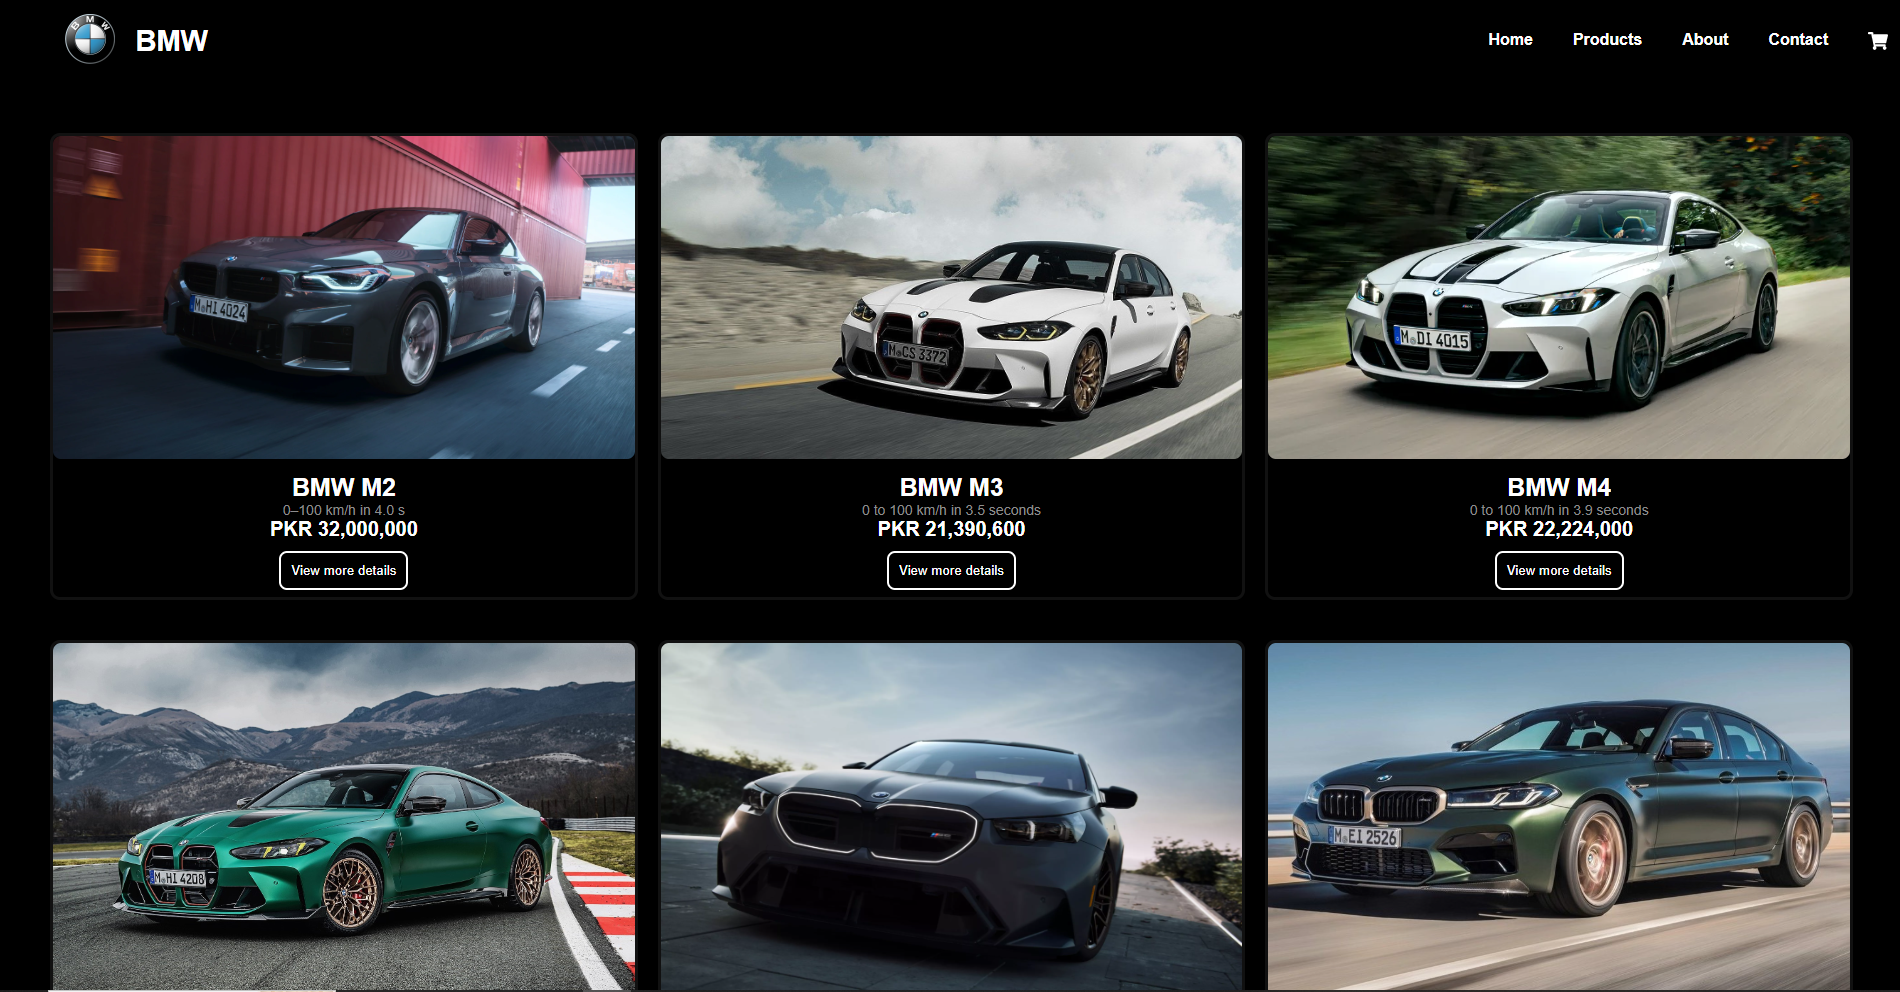 BMW
BMW
Home
Products
About
Contact
M HI 4024
M CS 3372
M DI 4015
BMW M2
BMW M3
BMW M4
0–100 km/h in 4.0 s
0 to 100 km/h in 3.5 seconds
0 to 100 km/h in 3.9 seconds
PKR 32,000,000
PKR 21,390,600
PKR 22,224,000
View more details
View more details
View more details
M HI 4208
M EI 2526